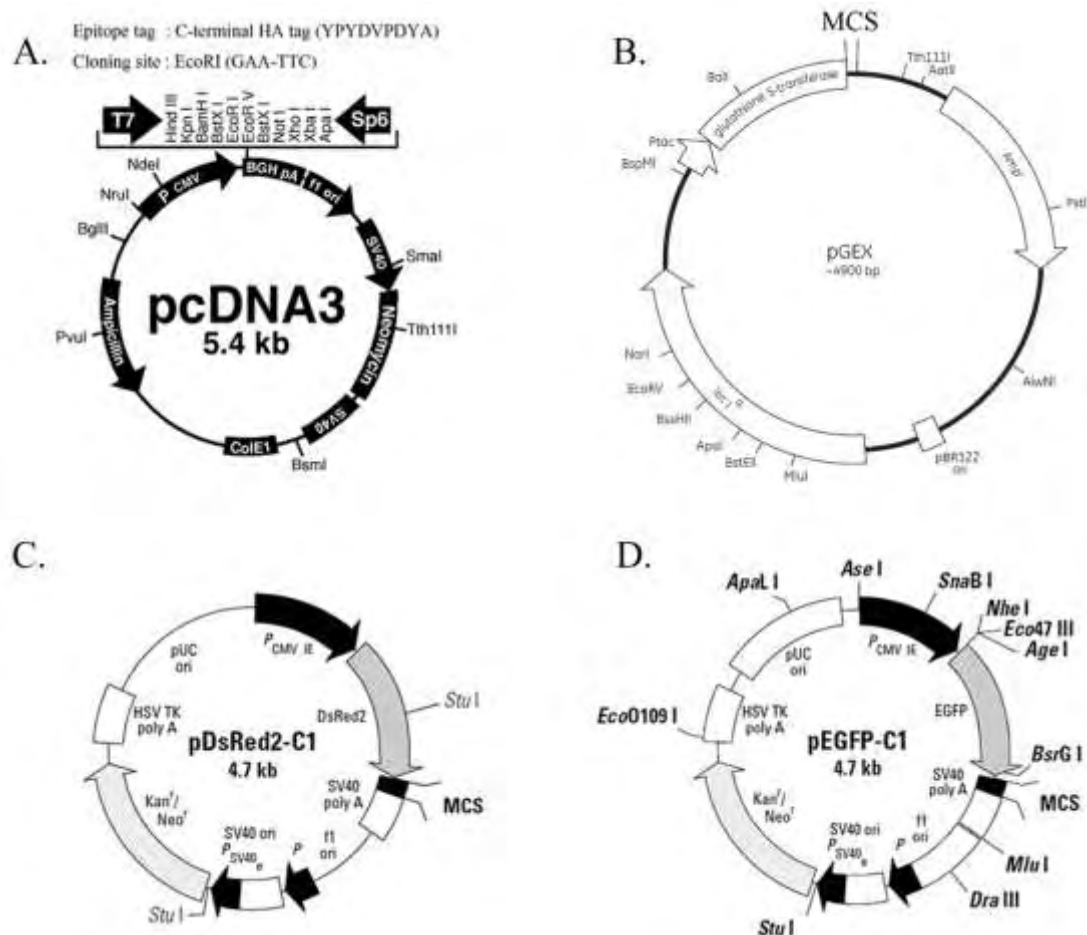 A.
Epitope tag : C-terminal HA tag (YPYDVPDYA)
Cloning site : EcoRI (GAA-TTC)
T7
Hind III
Kpn I
BamH I
BstX I
EcoR I
EcoR V
BstX I
Not I
Xho I
Xba I
Apa I
Sp6
NdeI
NruI
BglII
PvuI
P CMV
BGH pA
f1 ori
SV40
SmaI
Neomycin
Tth111I
SV40
BsmI
ColE1
Ampicillin
pcDNA3
5.4 kb
B.
MCS
Tth111I
AatII
BalI
glutathione S-transferase
Ptac
BspMI
Ampr
PstI
pGEX
~4900 bp
AlwNI
pBR322
ori
NarI
EcoRV
BssHII
ApaI
BstEII
MluI
C.
P CMV IE
pUC
ori
Stu I
DsRed2
HSV TK
poly A
pDsRed2-C1
4.7 kb
SV40
poly A
MCS
Kanr/
Neor
SV40 ori
P SV40e
P
f1
ori
Stu I
D.
ApaL I
Ase I
SnaB I
Nhe I
Eco47 III
Age I
P CMV IE
pUC
ori
EGFP
EcoO109 I
HSV TK
poly A
pEGFP-C1
4.7 kb
BsrG I
SV40
poly A
MCS
Kanr/
Neor
SV40 ori
P SV40e
P
f1
ori
Mlu I
Dra III
Stu I